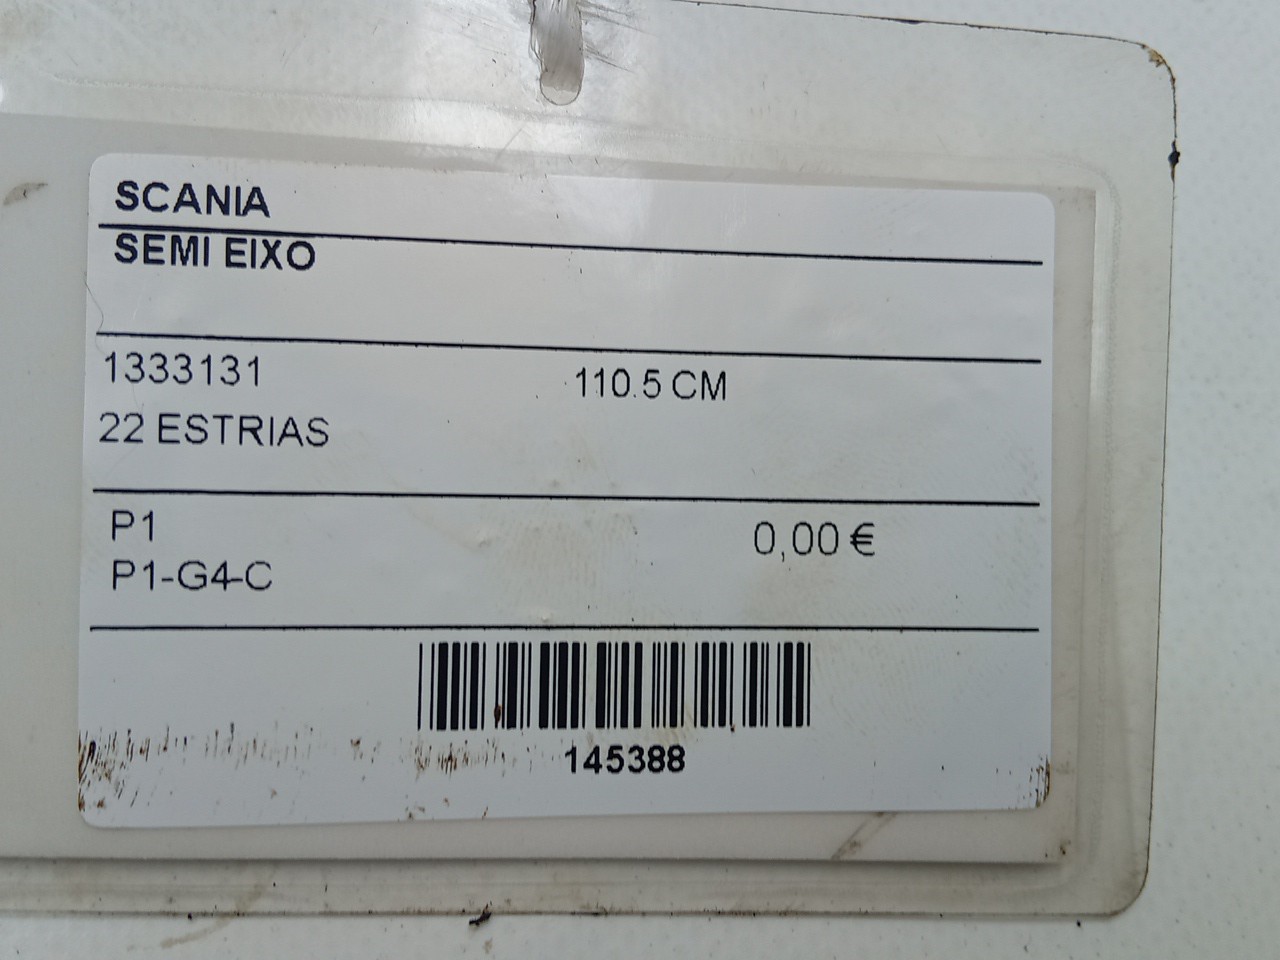 SCANIA
SEMI EIXO
1333131 110.5 CM
22 ESTRIAS
P1 0,00 €
P1-G4-C
145388